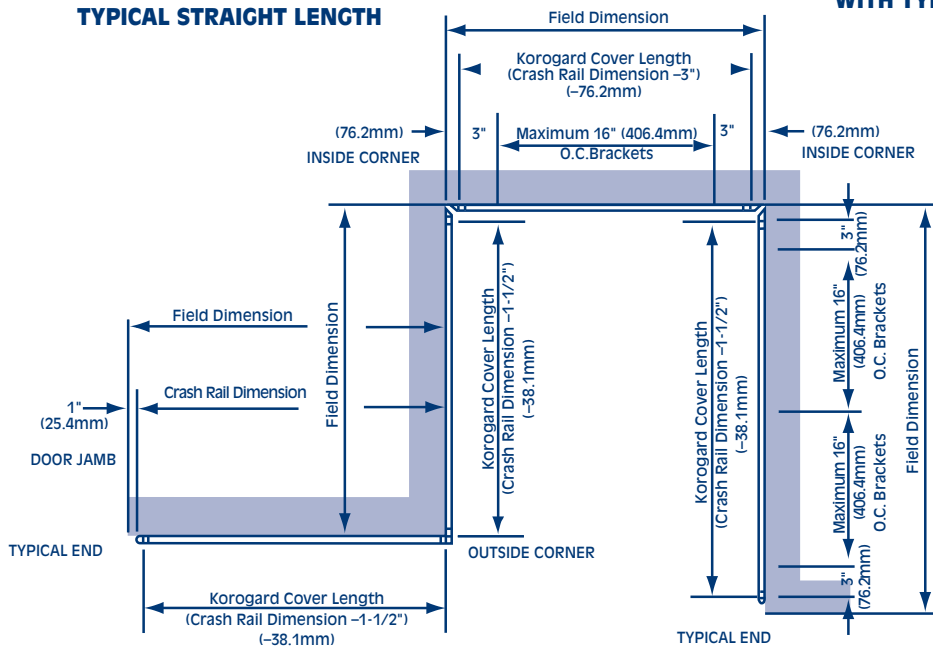 TYPICAL STRAIGHT LENGTH
WITH TYP
Field Dimension
Korogard Cover Length
(Crash Rail Dimension –3")
(–76.2mm)
(76.2mm)
3"
Maximum 16" (406.4mm)
O.C.Brackets
3"
(76.2mm)
INSIDE CORNER
INSIDE CORNER
Field Dimension
Crash Rail Dimension
1"
(25.4mm)
DOOR JAMB
TYPICAL END
Field Dimension
Korogard Cover Length
(Crash Rail Dimension –1-1/2")
(–38.1mm)
OUTSIDE CORNER
Korogard Cover Length
(Crash Rail Dimension –1-1/2")
(–38.1mm)
Korogard Cover Length
(Crash Rail Dimension –1-1/2")
(–38.1mm)
3"
(76.2mm)
Maximum 16"
(406.4mm)
O.C. Brackets
Maximum 16"
(406.4mm)
O.C. Brackets
3"
(76.2mm)
Field Dimension
TYPICAL END